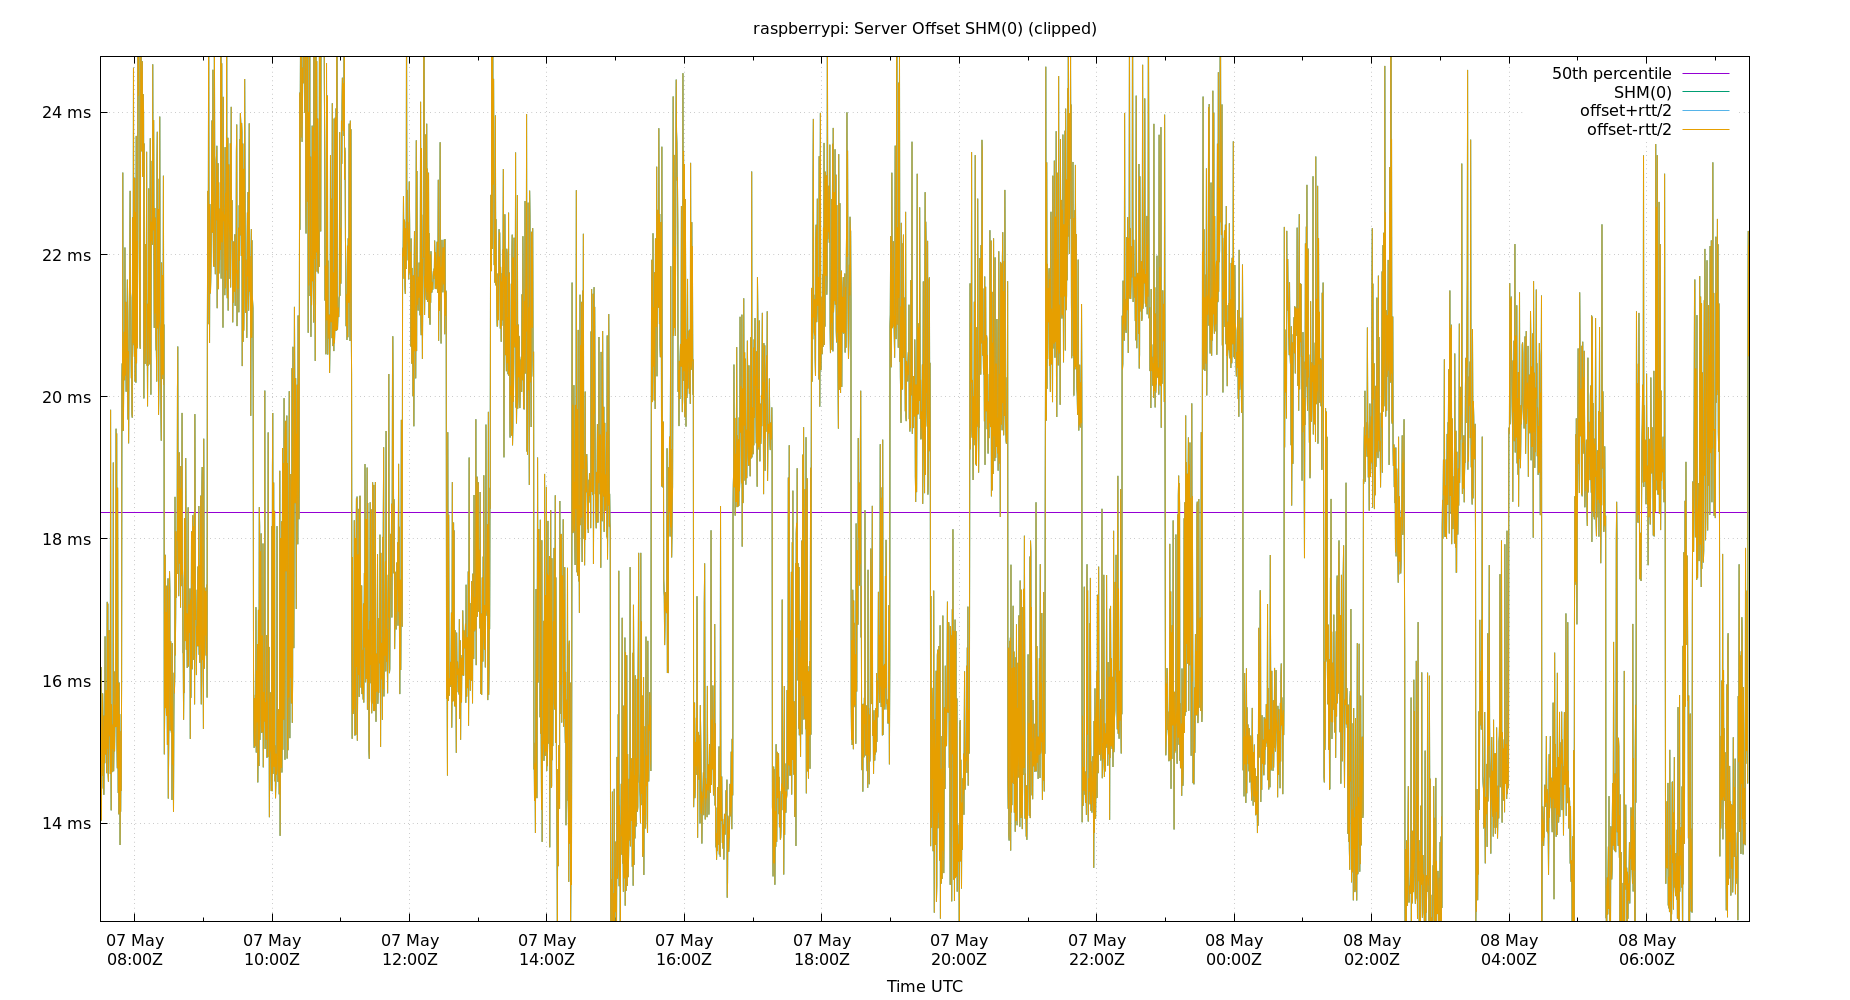 raspberrypi: Server Offset SHM(0) (clipped)
50th percentile
SHM(0)
offset+rtt/2
offset-rtt/2
24 ms
22 ms
20 ms
18 ms
16 ms
14 ms
07 May 07 May 07 May 07 May 07 May 07 May 07 May 07 May 08 May 08 May 08 May 08 May
08:00Z 10:00Z 12:00Z 14:00Z 16:00Z 18:00Z 20:00Z 22:00Z 00:00Z 02:00Z 04:00Z 06:00Z
Time UTC